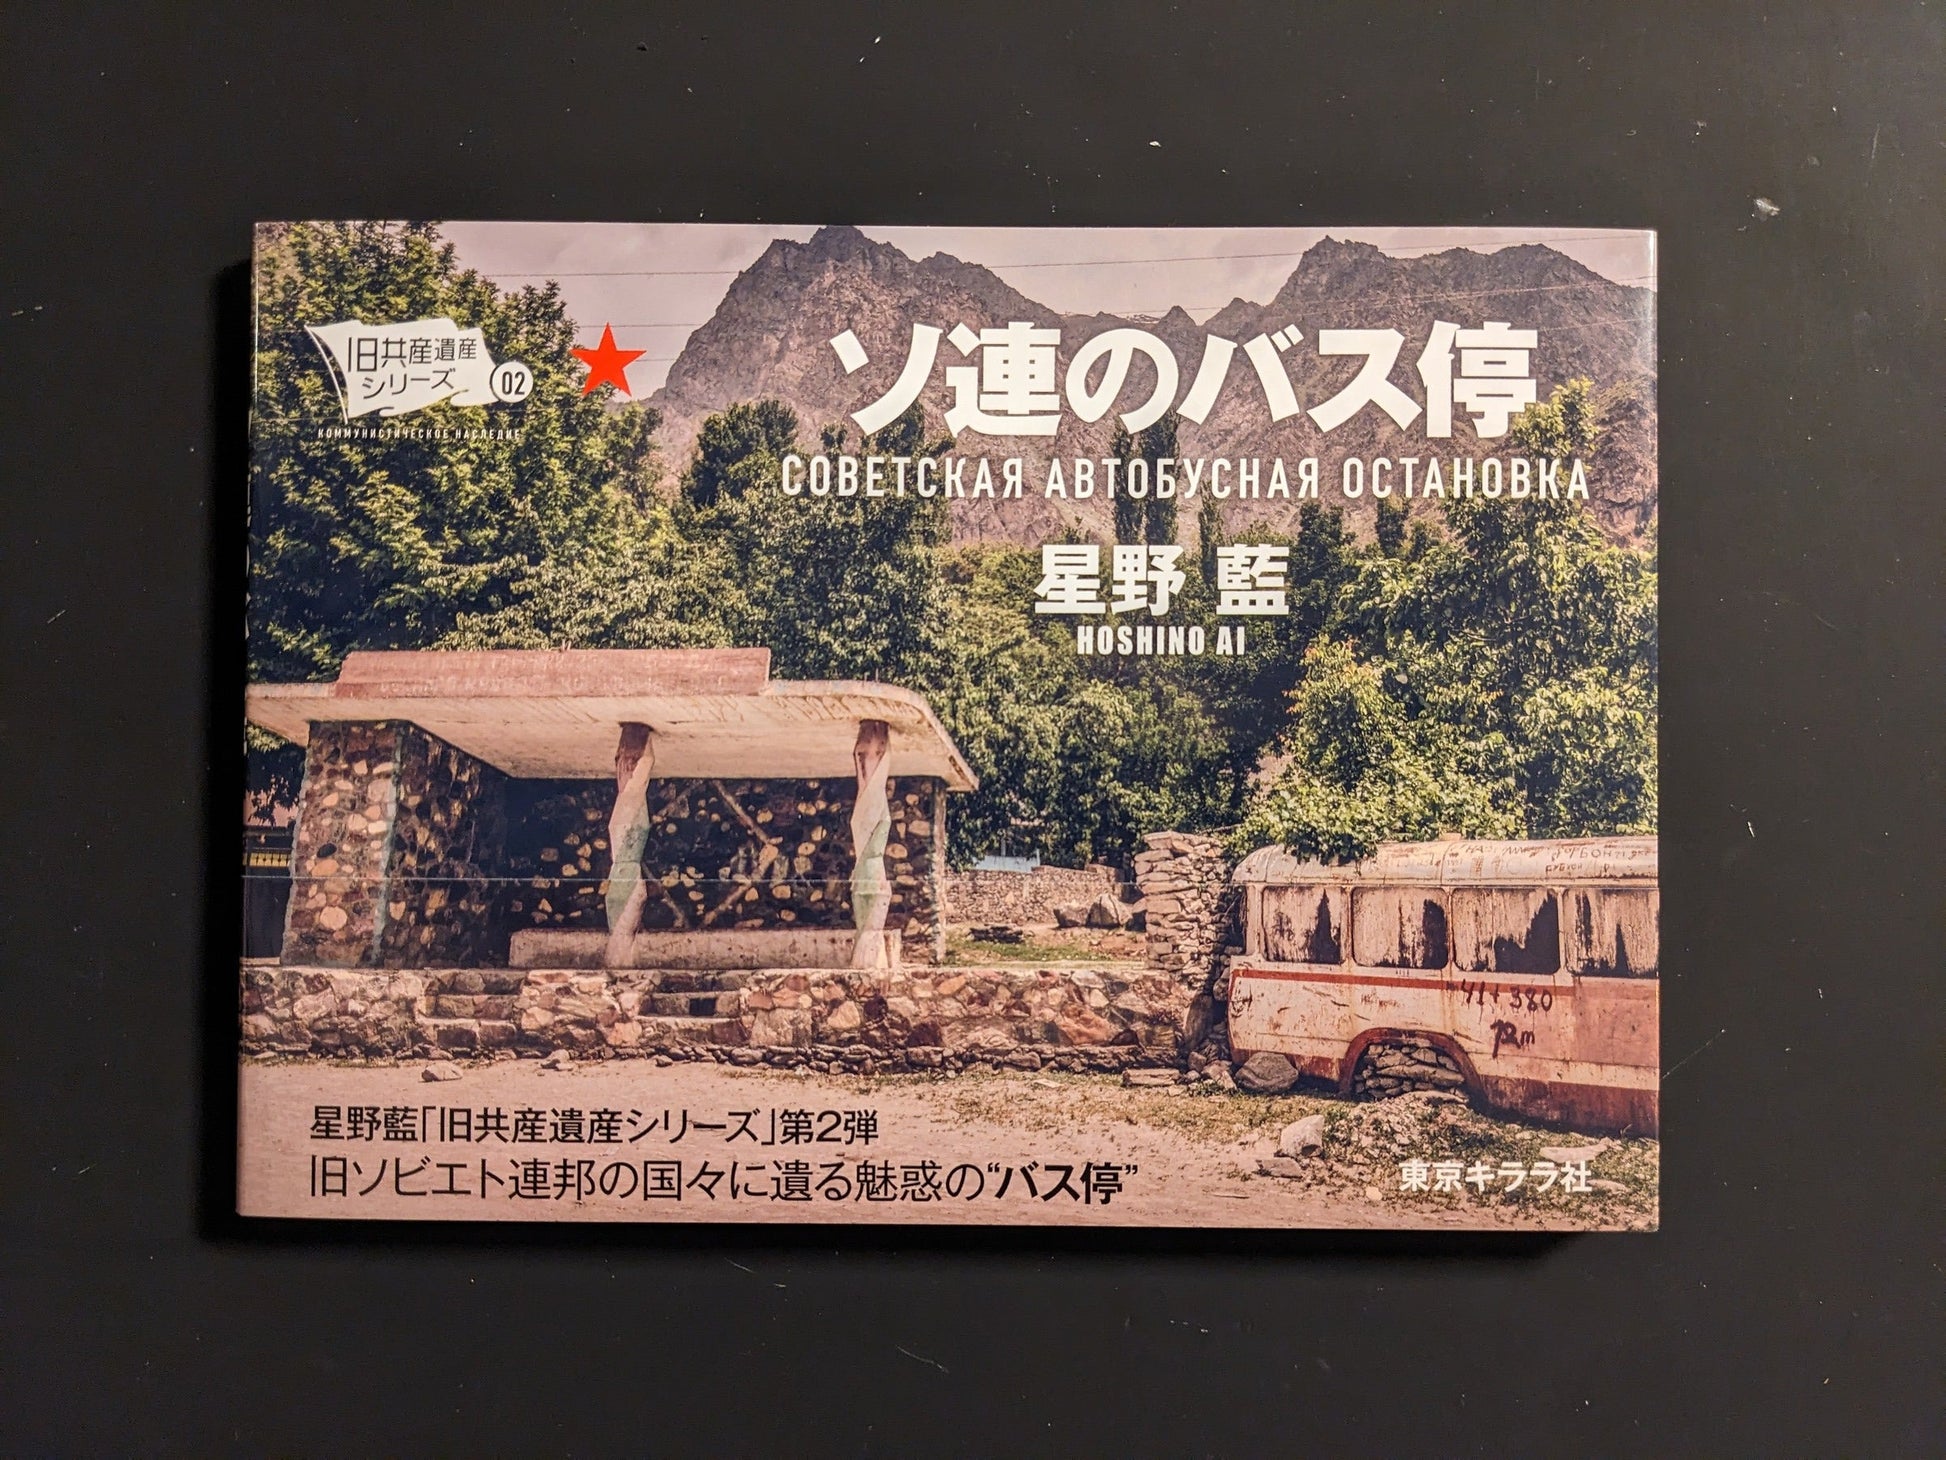 旧共産遺産
シリーズ 02
КОММУНИСТИЧЕСКОЕ НАСЛЕДИЕ
ソ連のバス停
СОВЕТСКАЯ АВТОБУСНАЯ ОСТАНОВКА
星野 藍
HOSHINO AI
星野藍「旧共産遺産シリーズ」第2弾
旧ソビエト連邦の国々に遺る魅惑の“バス停”
東京キララ社